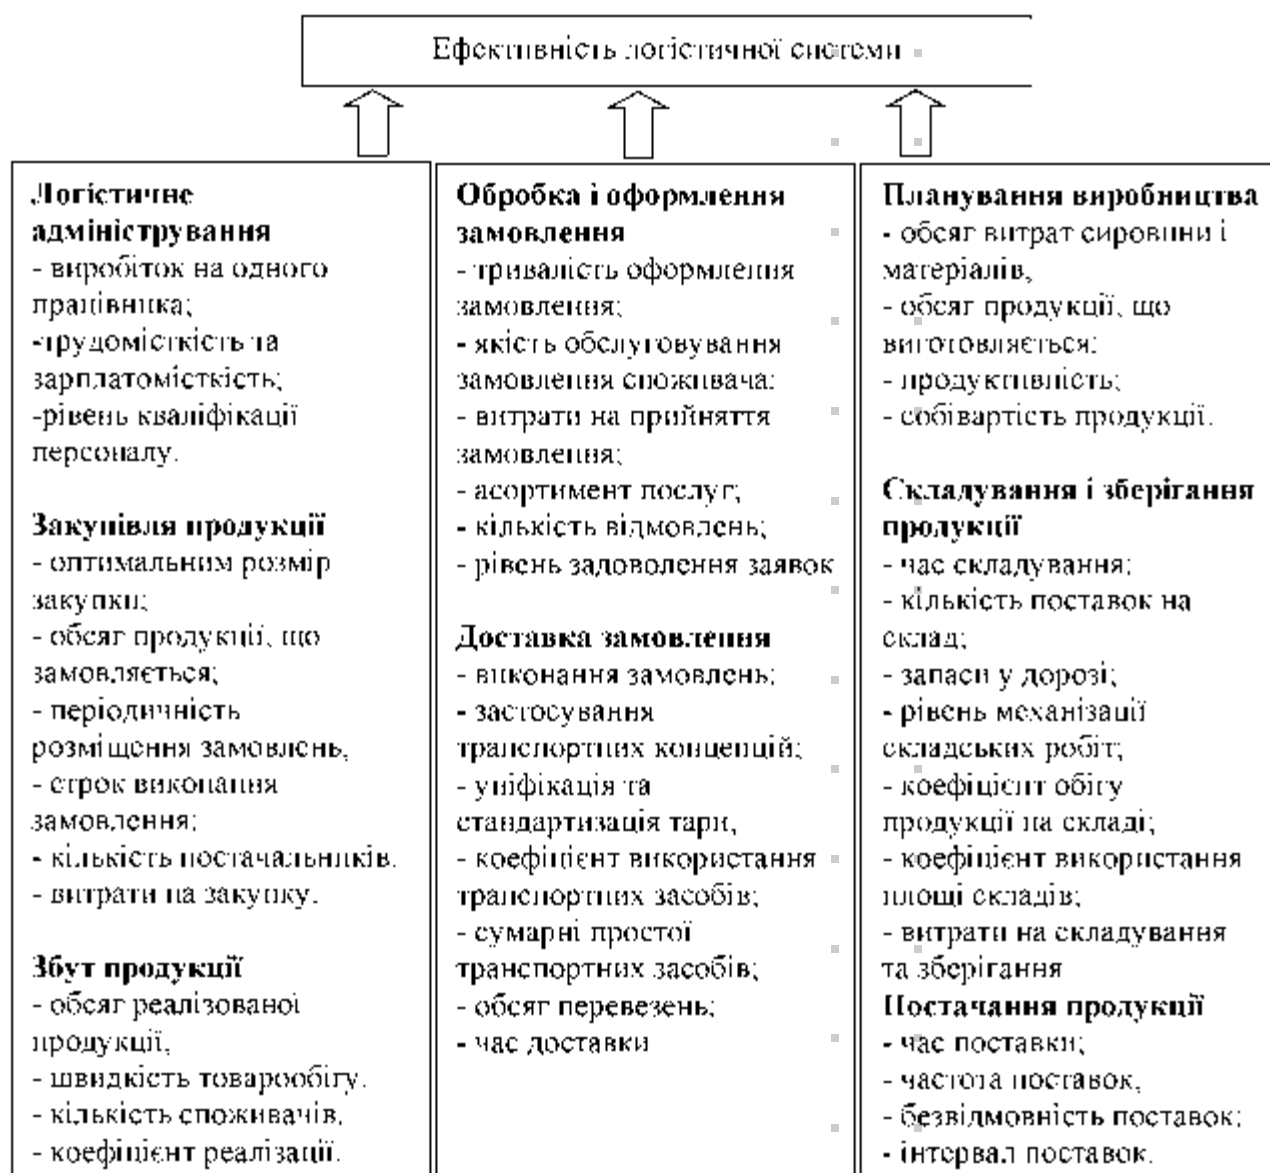 Ефективність логістичної системи
Логістичне
адміністрування
- виробіток на одного
працівника;
-трудомісткість та
зарплатомісткість;
-рівень кваліфікації
персоналу.
Закупівля продукції
- оптимальним розмір
закупки;
- обсяг продукції, що
замовляється;
- періодичність
розміщення замовлень,
- строк виконання
замовлення;
- кількість постачальників.
- витрати на закупку.
Збут продукції
- обсяг реалізованої
продукції,
- швидкість товарообігу.
- кількість споживачів,
- коефіцієнт реалізації.
Обробка і оформлення
замовлення
- тривалість оформлення
замовлення;
- якість обслуговування
замовлення споживача:
- витрати на прийняття
замовлення;
- асортимент послуг;
- кількість відмовлень;
- рівень задоволення заявок
Доставка замовлення
- виконання замовлень;
- застосування
транспортних концепцій;
- уніфікація та
стандартизація тари,
- коефіцієнт використання
транспортних засобів;
- сумарні простої
транспортних засобів;
- обсяг перевезень;
- час доставки
Планування виробництва
- обсяг витрат сировини і
матеріалів,
- обсяг продукції, що
виготовляється;
- продуктивність;
- собівартість продукції.
Складування і зберігання
продукції
- час складування;
- кількість поставок на
склад;
- запаси у дорозі;
- рівень механізації
складських робіт;
- коефіцієнт обігу
продукції на складі;
- коефіцієнт використання
площі складів;
- витрати на складування
та зберігання
Постачання продукції
- час поставки;
- частота поставок,
- безвідмовність поставок;
- інтервал поставок.